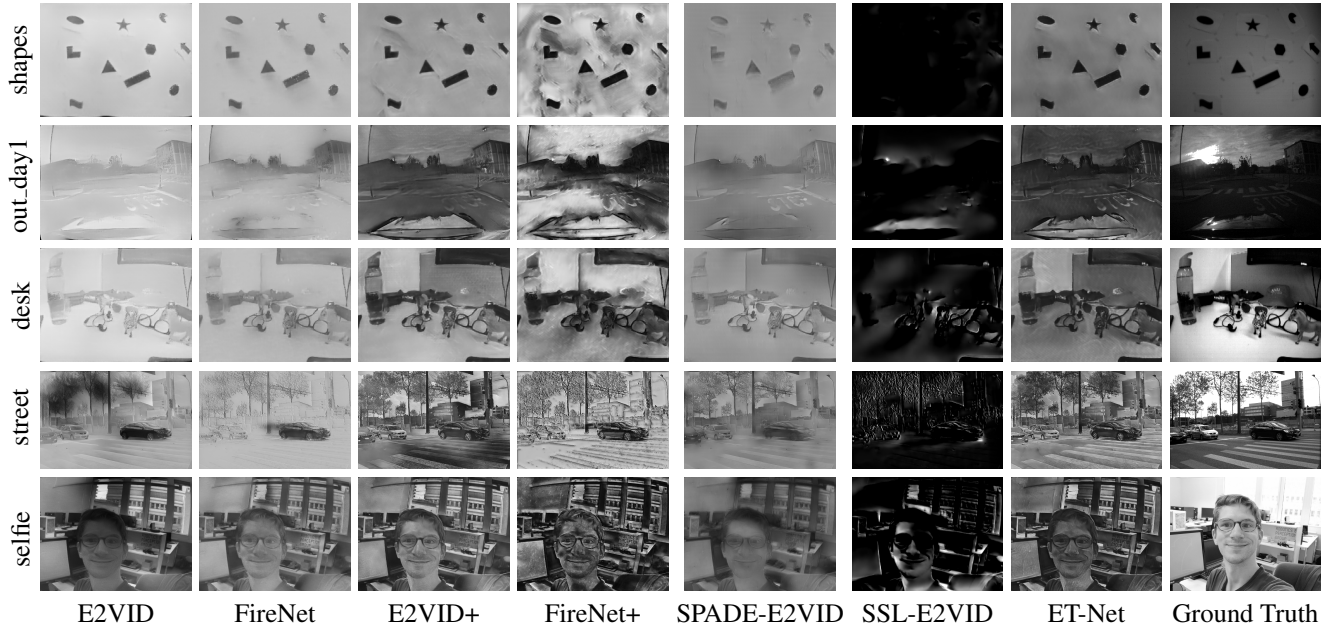 shapes
out_day1
desk
street
selfie
E2VID FireNet E2VID+ FireNet+ SPADE-E2VID SSL-E2VID ET-Net Ground Truth